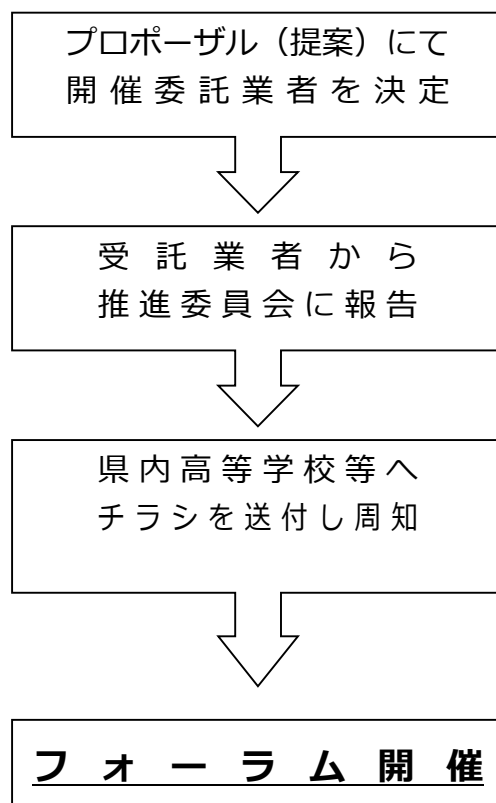 プロポーザル（提案）にて
開催委託業者を決定
受託業者から
推進委員会に報告
県内高等学校等へ
チラシを送付し周知
フォーラム開催